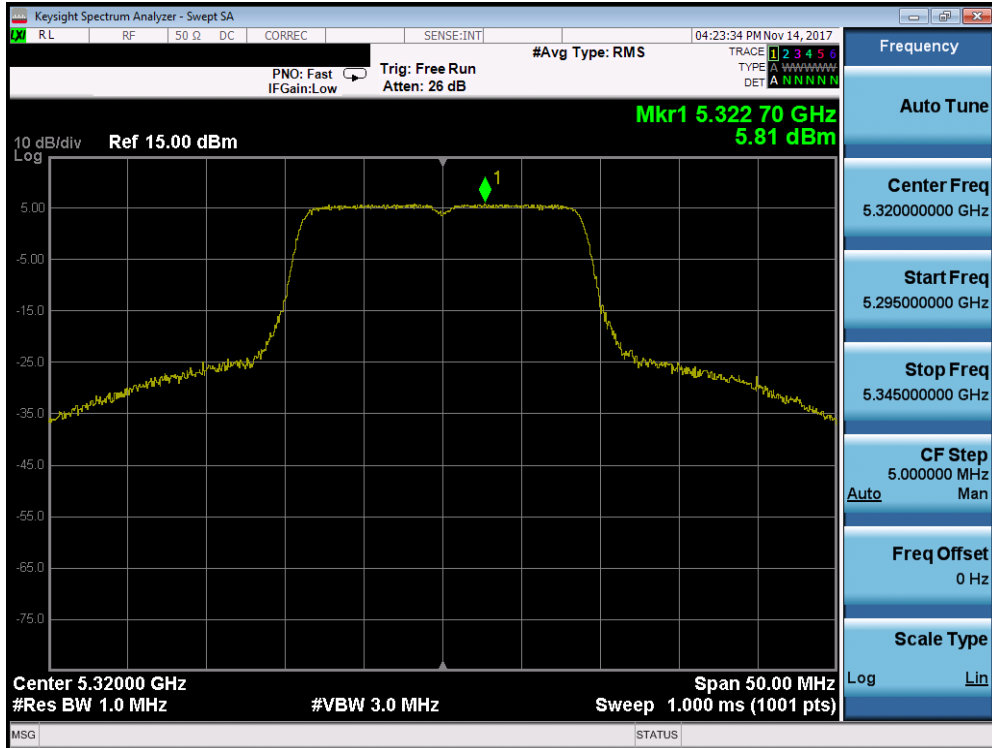 Keysight Spectrum Analyzer - Swept SA
LXI RL RF 50 Ω DC CORREC SENSE:INT 04:23:34 PM Nov 14, 2017
#Avg Type: RMS TRACE 1 2 3 4 5 6
PNO: Fast Trig: Free Run TYPE A WWWWW
IFGain:Low Atten: 26 dB DET A N N N N N
Mkr1 5.322 70 GHz
10 dB/div Ref 15.00 dBm 5.81 dBm
Log
1
5.00
-5.00
-15.0
-25.0
-35.0
-45.0
-55.0
-65.0
-75.0
Center 5.32000 GHz Span 50.00 MHz
#Res BW 1.0 MHz #VBW 3.0 MHz Sweep 1.000 ms (1001 pts)
MSG STATUS
Frequency
Auto Tune
Center Freq
5.320000000 GHz
Start Freq
5.295000000 GHz
Stop Freq
5.345000000 GHz
CF Step
5.000000 MHz
Auto Man
Freq Offset
0 Hz
Scale Type
Log Lin